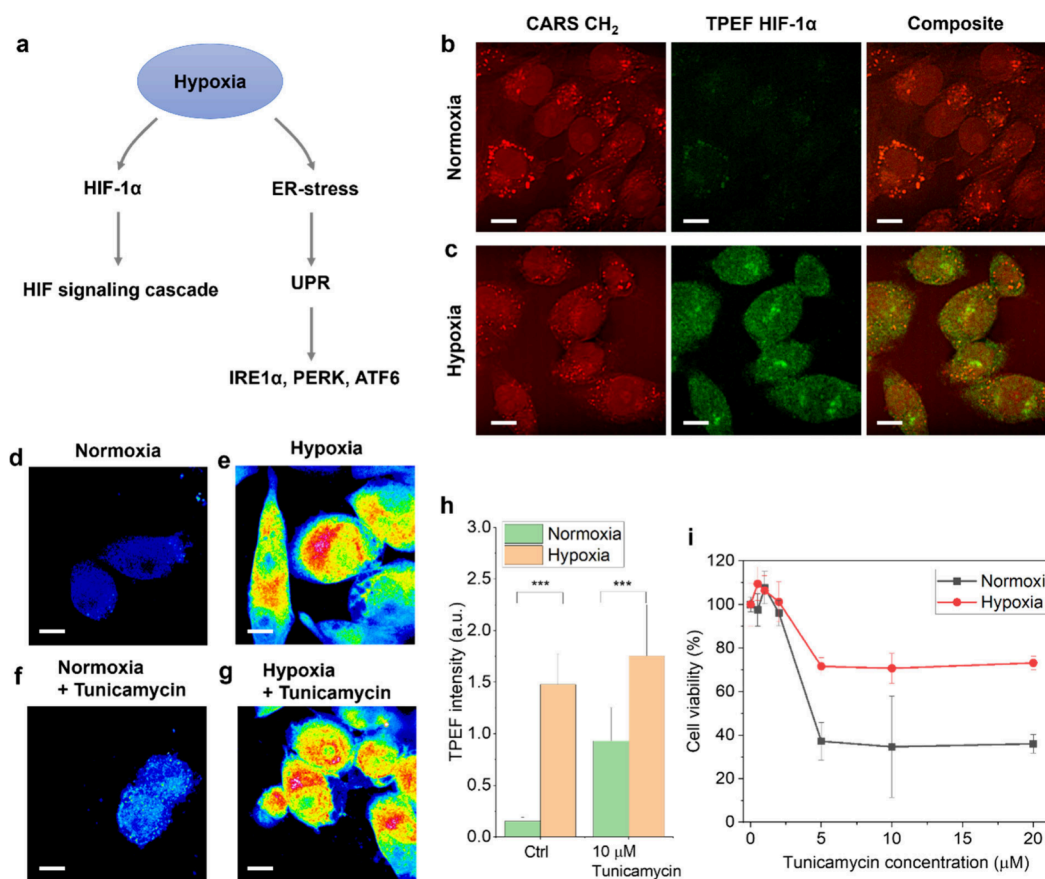 a
Hypoxia
HIF-1α
ER-stress
HIF signaling cascade
UPR
IRE1α, PERK, ATF6
b
CARS CH₂
TPEF HIF-1α
Composite
Normoxia
c
Hypoxia
d
Normoxia
e
Hypoxia
f
Normoxia
+ Tunicamycin
g
Hypoxia
+ Tunicamycin
h
Normoxia
Hypoxia
***
***
TPEF intensity (a.u.)
3.0
2.5
2.0
1.5
1.0
0.5
0.0
Ctrl
10 μM
Tunicamycin
i
Normoxia
Hypoxia
Cell viability (%)
120
100
80
60
40
20
0
0
5
10
15
20
Tunicamycin concentration (μM)